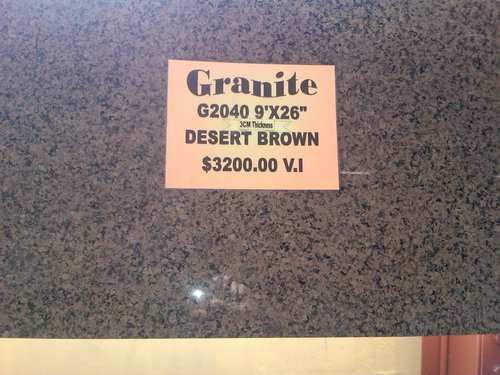 Granite
G2040 9'X26"
3CM Thickness
DESERT BROWN
$3200.00 V.I